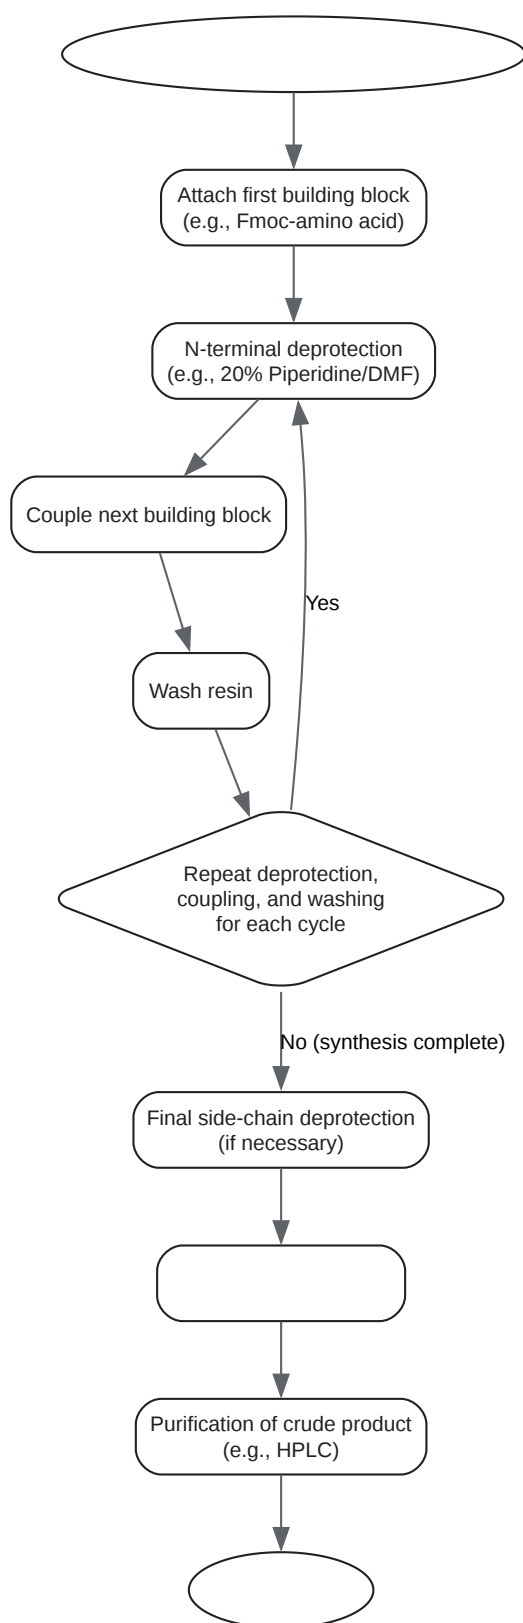 Attach first building block
(e.g., Fmoc-amino acid)
N-terminal deprotection
(e.g., 20% Piperidine/DMF)
Couple next building block
Yes
Wash resin
Repeat deprotection,
coupling, and washing
for each cycle
No (synthesis complete)
Final side-chain deprotection
(if necessary)
Purification of crude product
(e.g., HPLC)